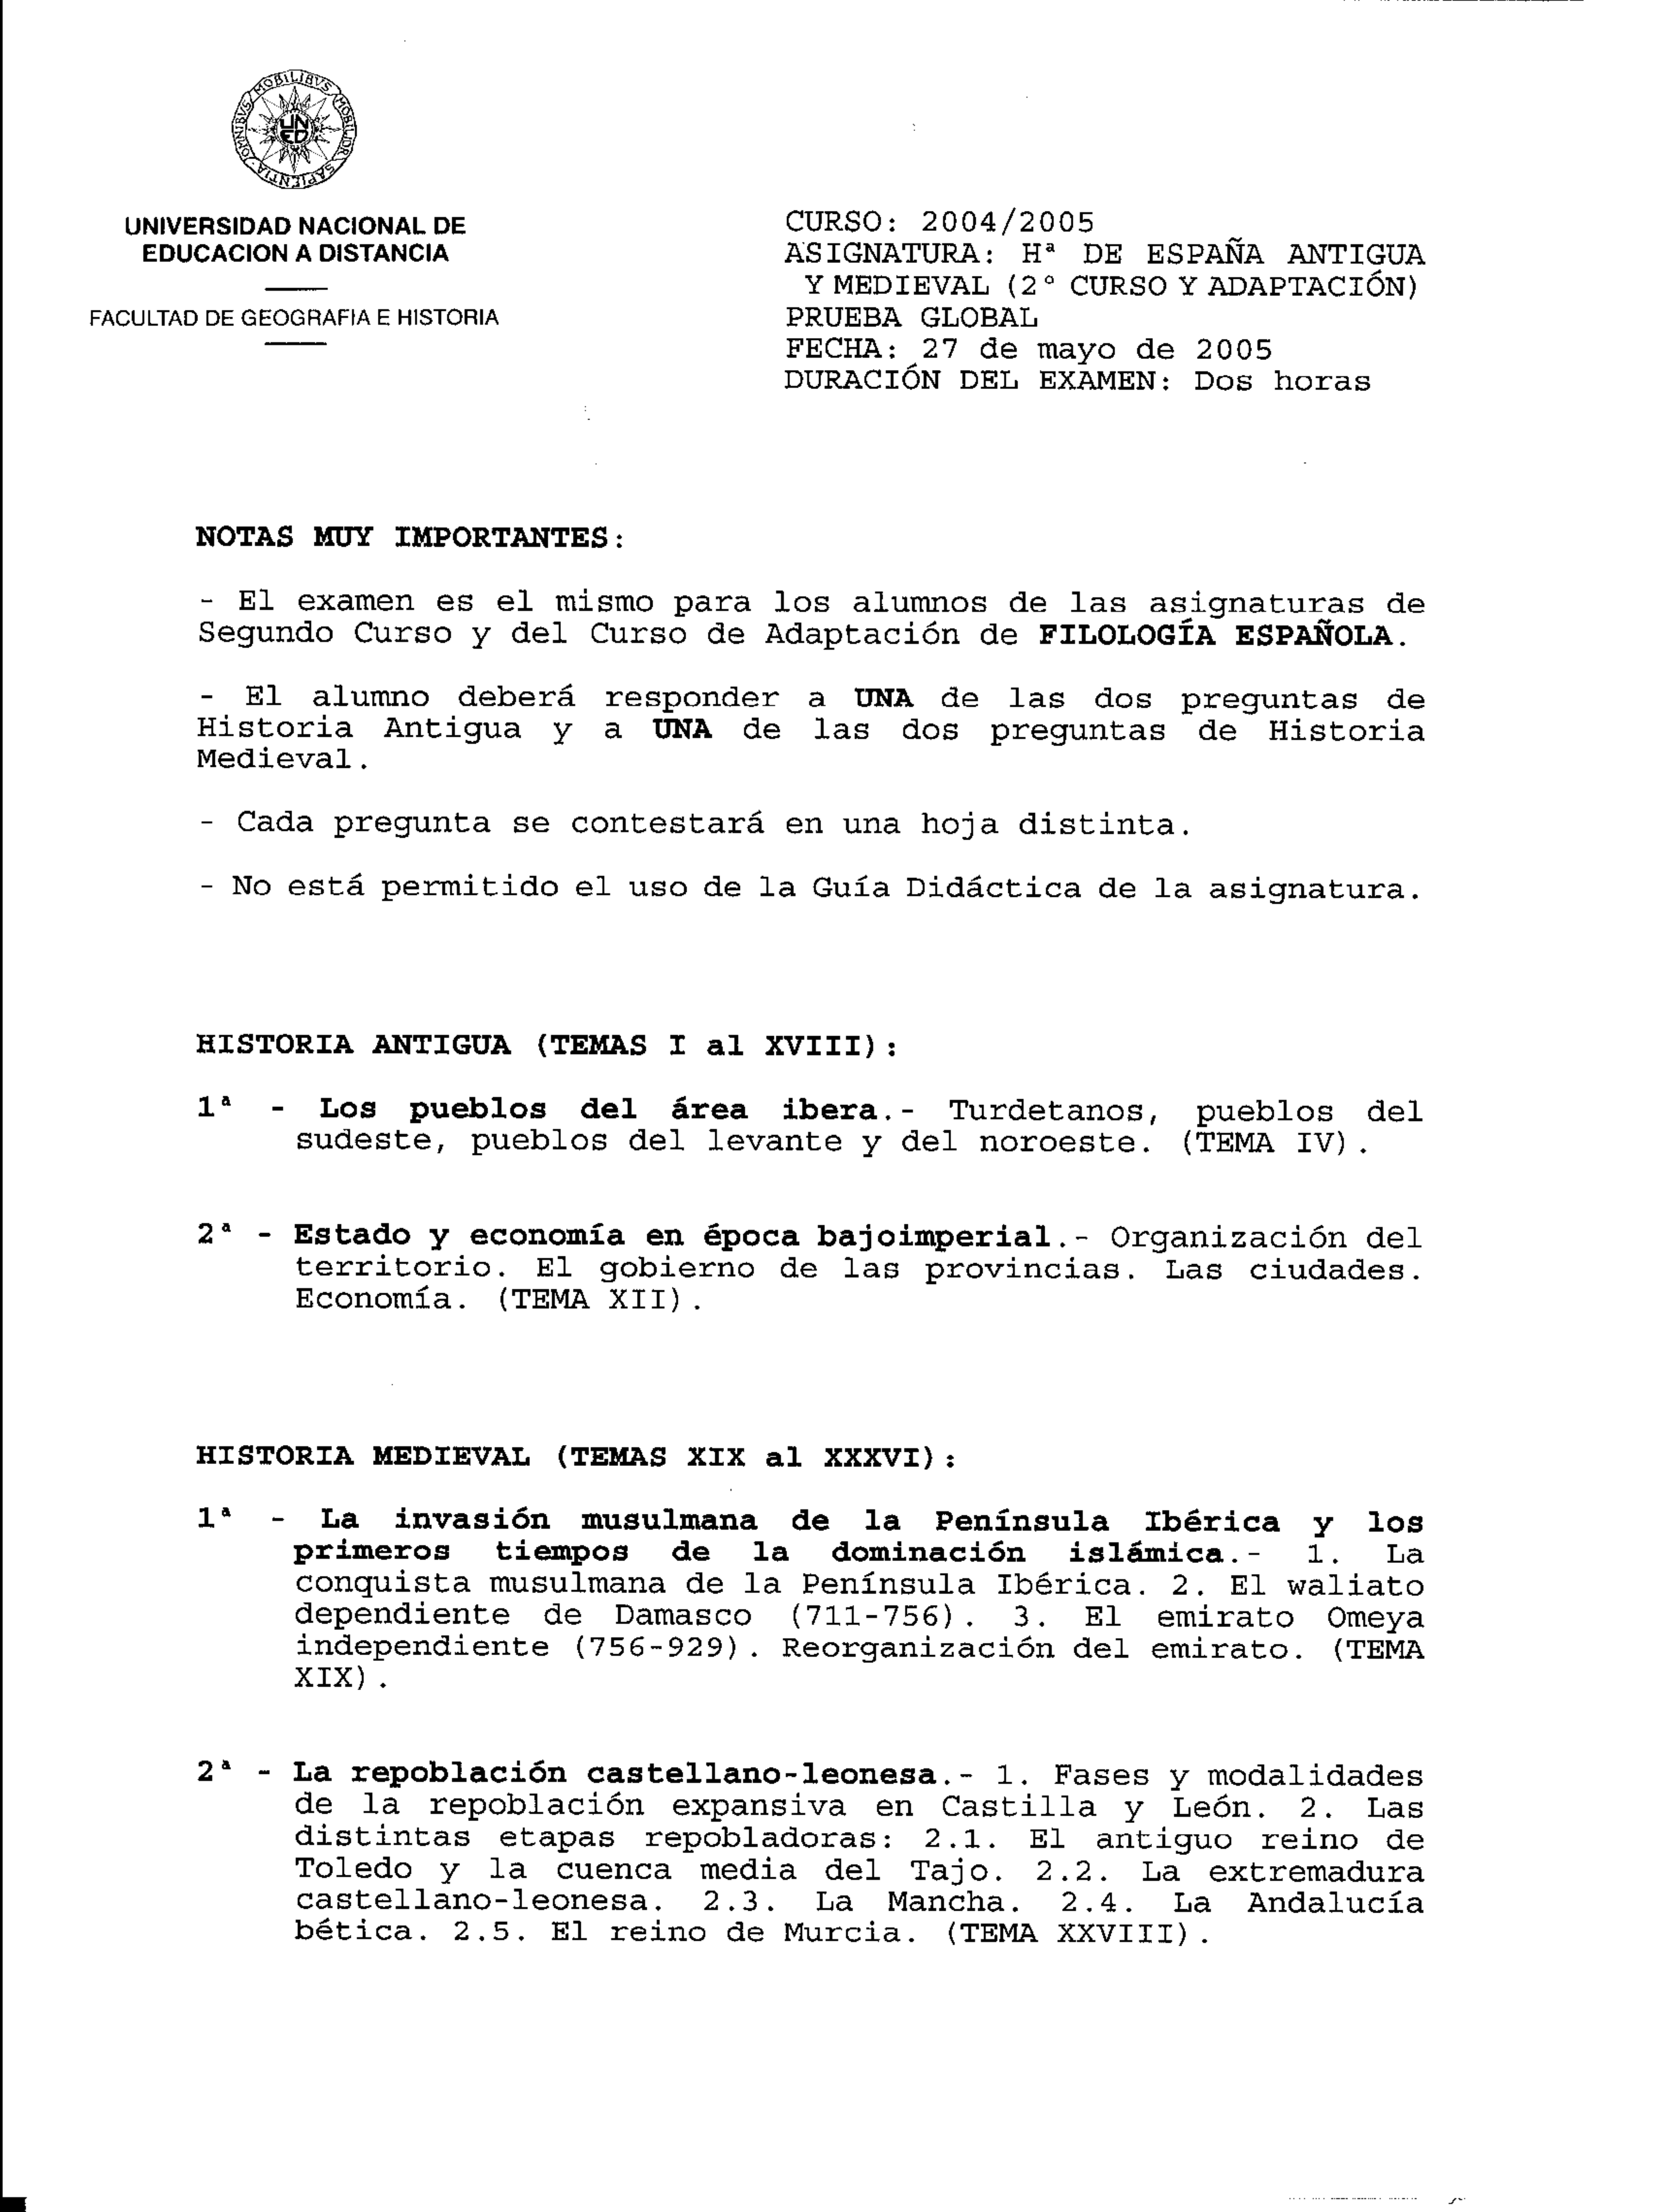 OMNIBVS MOBILIBVS MOBILIOR SAPIENTIA
UN
ED
UNIVERSIDAD NACIONAL DE
EDUCACION A DISTANCIA
FACULTAD DE GEOGRAFIA E HISTORIA
CURSO: 2004/2005
ASIGNATURA: Hª DE ESPAÑA ANTIGUA
Y MEDIEVAL (2º CURSO Y ADAPTACIÓN)
PRUEBA GLOBAL
FECHA: 27 de mayo de 2005
DURACIÓN DEL EXAMEN: Dos horas
NOTAS MUY IMPORTANTES:
- El examen es el mismo para los alumnos de las asignaturas de
Segundo Curso y del Curso de Adaptación de FILOLOGÍA ESPAÑOLA.
- El alumno deberá responder a UNA de las dos preguntas de
Historia Antigua y a UNA de las dos preguntas de Historia
Medieval.
- Cada pregunta se contestará en una hoja distinta.
- No está permitido el uso de la Guía Didáctica de la asignatura.
HISTORIA ANTIGUA (TEMAS I al XVIII):
1ª - Los pueblos del área ibera.- Turdetanos, pueblos del
sudeste, pueblos del levante y del noroeste. (TEMA IV).
2ª - Estado y economía en época bajoimperial.- Organización del
territorio. El gobierno de las provincias. Las ciudades.
Economía. (TEMA XII).
HISTORIA MEDIEVAL (TEMAS XIX al XXXVI):
1ª - La invasión musulmana de la Península Ibérica y los
primeros tiempos de la dominación islámica.- 1. La
conquista musulmana de la Península Ibérica. 2. El waliato
dependiente de Damasco (711-756). 3. El emirato Omeya
independiente (756-929). Reorganización del emirato. (TEMA
XIX).
2ª - La repoblación castellano-leonesa.- 1. Fases y modalidades
de la repoblación expansiva en Castilla y León. 2. Las
distintas etapas repobladoras: 2.1. El antiguo reino de
Toledo y la cuenca media del Tajo. 2.2. La extremadura
castellano-leonesa. 2.3. La Mancha. 2.4. La Andalucía
bética. 2.5. El reino de Murcia. (TEMA XXVIII).